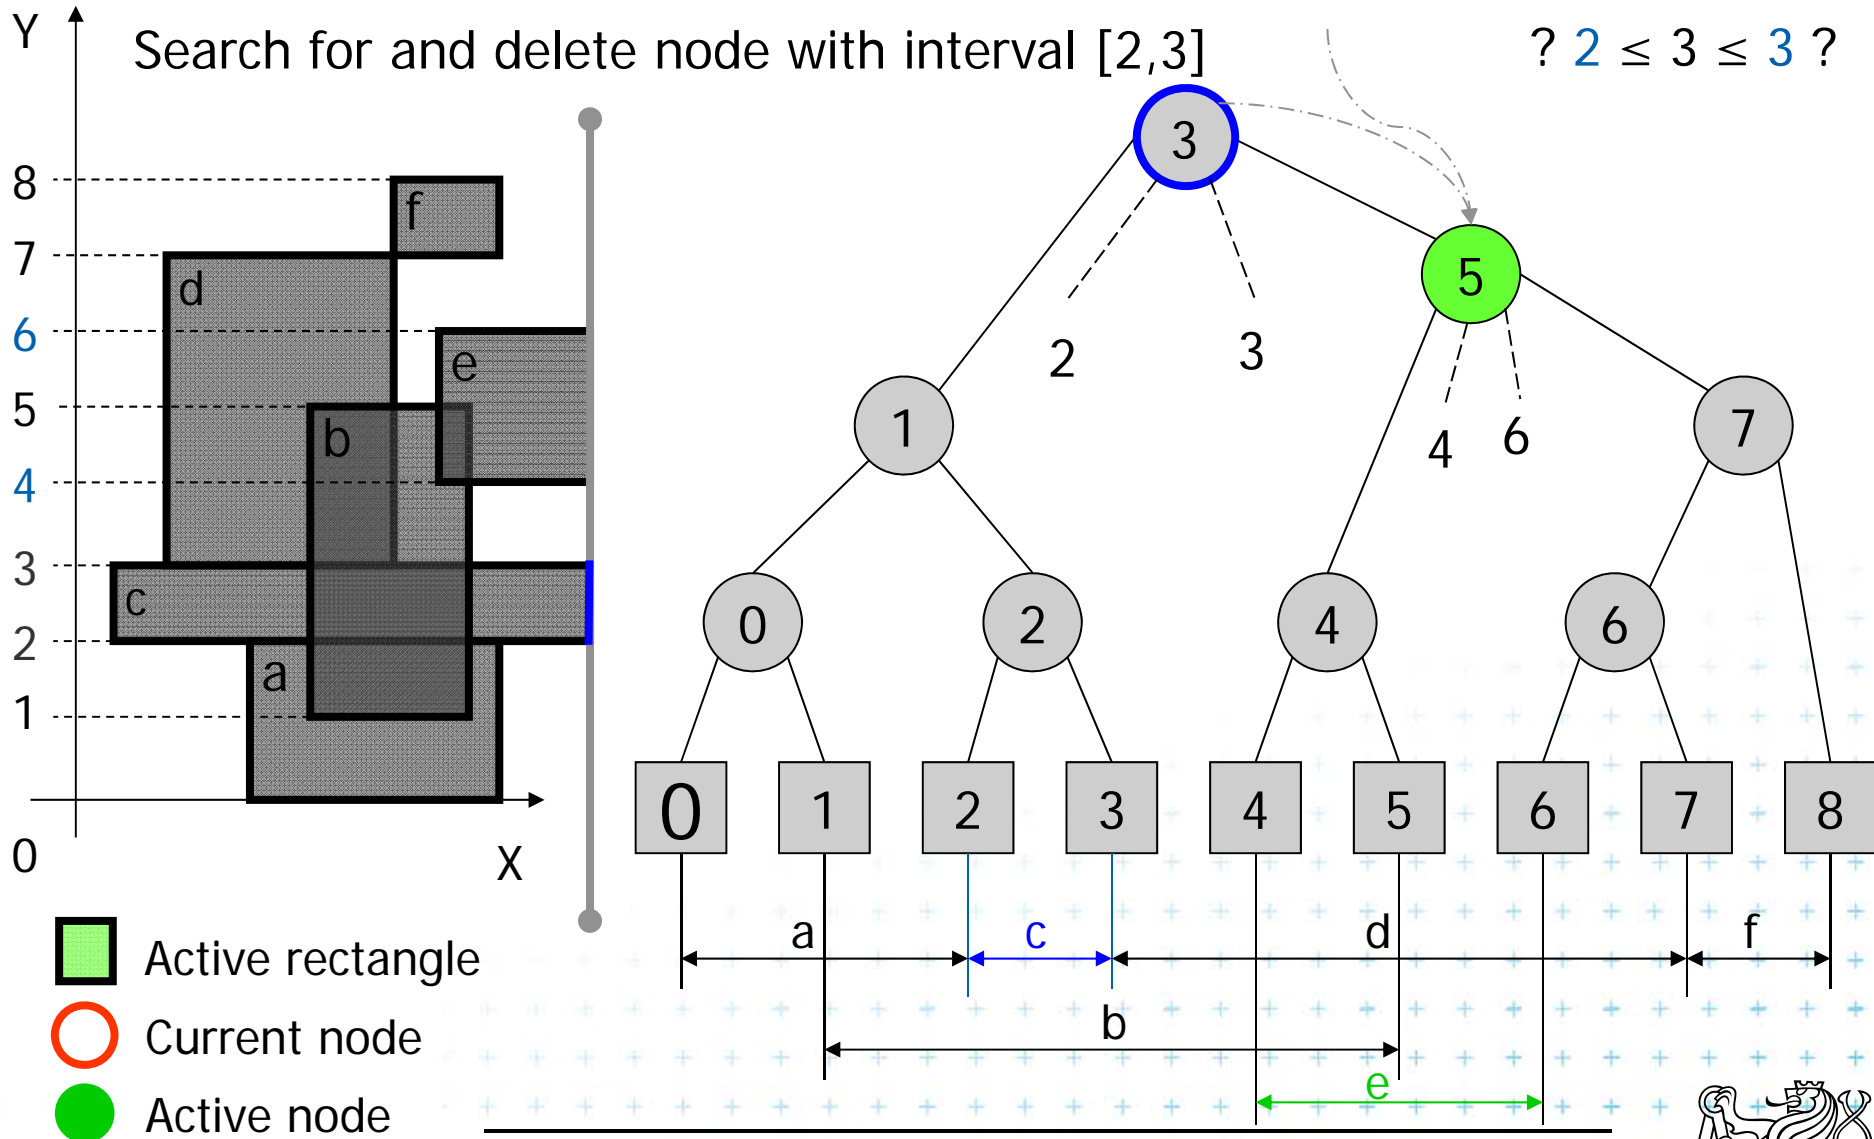 Y
Search for and delete node with interval [2,3]
? 2 ≤ 3 ≤ 3 ?
3
8
f
7
d
5
6
2
3
e
5
b
1
4
6
7
4
3
c
0
2
4
6
2
a
1
0
1
2
3
4
5
6
7
8
0
X
a
c
d
f
Active rectangle
b
Current node
e
Active node